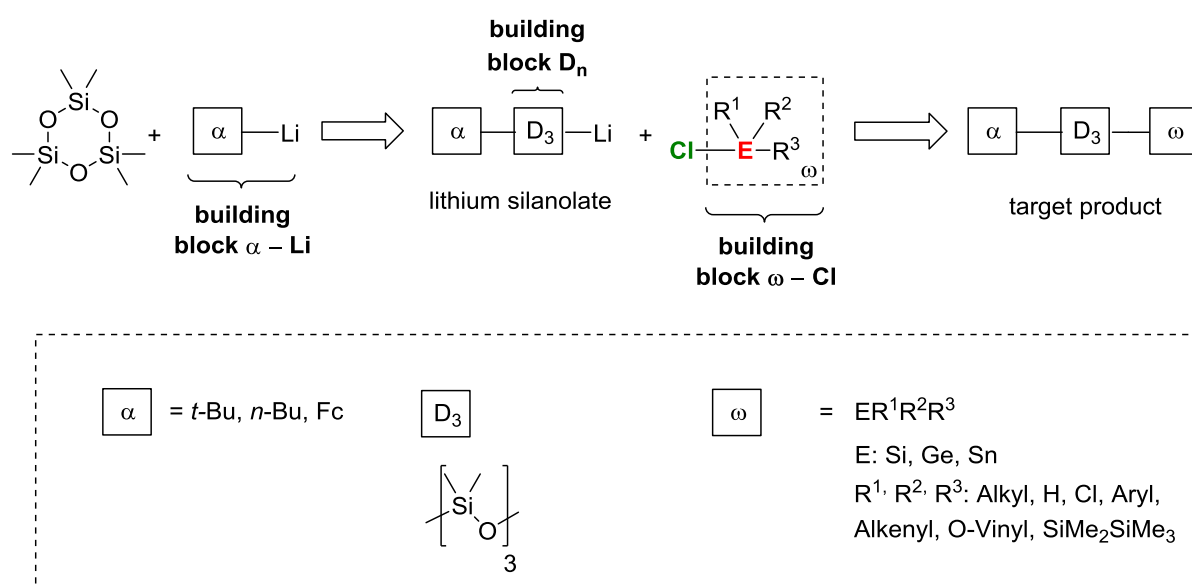 building
block Dn
Si
O
O
Si
Si
O
+
α
Li
α
D3
Li
+
R1
R2
Cl
E
R3
ω
α
D3
ω
building
block α – Li
lithium silanolate
building
block ω – Cl
target product
α
= t-Bu, n-Bu, Fc
D3
ω
= ER1R2R3
E: Si, Ge, Sn
R1, R2, R3: Alkyl, H, Cl, Aryl,
Alkenyl, O-Vinyl, SiMe2SiMe3
Si
O
3